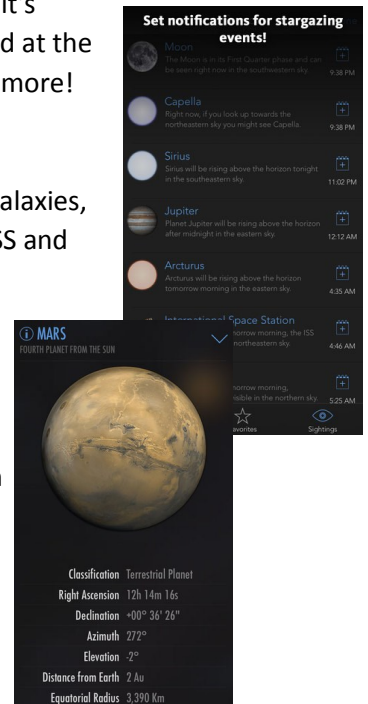 it's
d at the
more!
alaxies,
SS and
Set notifications for stargazing
events!
Moon
The Moon is in its First Quarter phase and can
be seen right now in the southwestern sky.
9:38 PM
Capella
Right now, if you look up towards the
northeastern sky you might see Capella.
9:38 PM
Sirius
Sirius will be rising above the horizon tonight
in the southeastern sky.
11:02 PM
Jupiter
Planet Jupiter will be rising above the horizon
after midnight in the eastern sky.
12:12 AM
Arcturus
Arcturus will be rising above the horizon
tomorrow morning in the eastern sky.
4:35 AM
International Space Station
morrow morning, the ISS
northeastern sky.
4:46 AM
morrow morning,
isible in the northern sky.
5:25 AM
avorites
Sightings
MARS
FOURTH PLANET FROM THE SUN
Classification Terrestrial Planet
Right Ascension 12h 14m 16s
Declination +00° 36' 26"
Azimuth 272°
Elevation -2°
Distance from Earth 2 Au
Equatorial Radius 3,390 Km